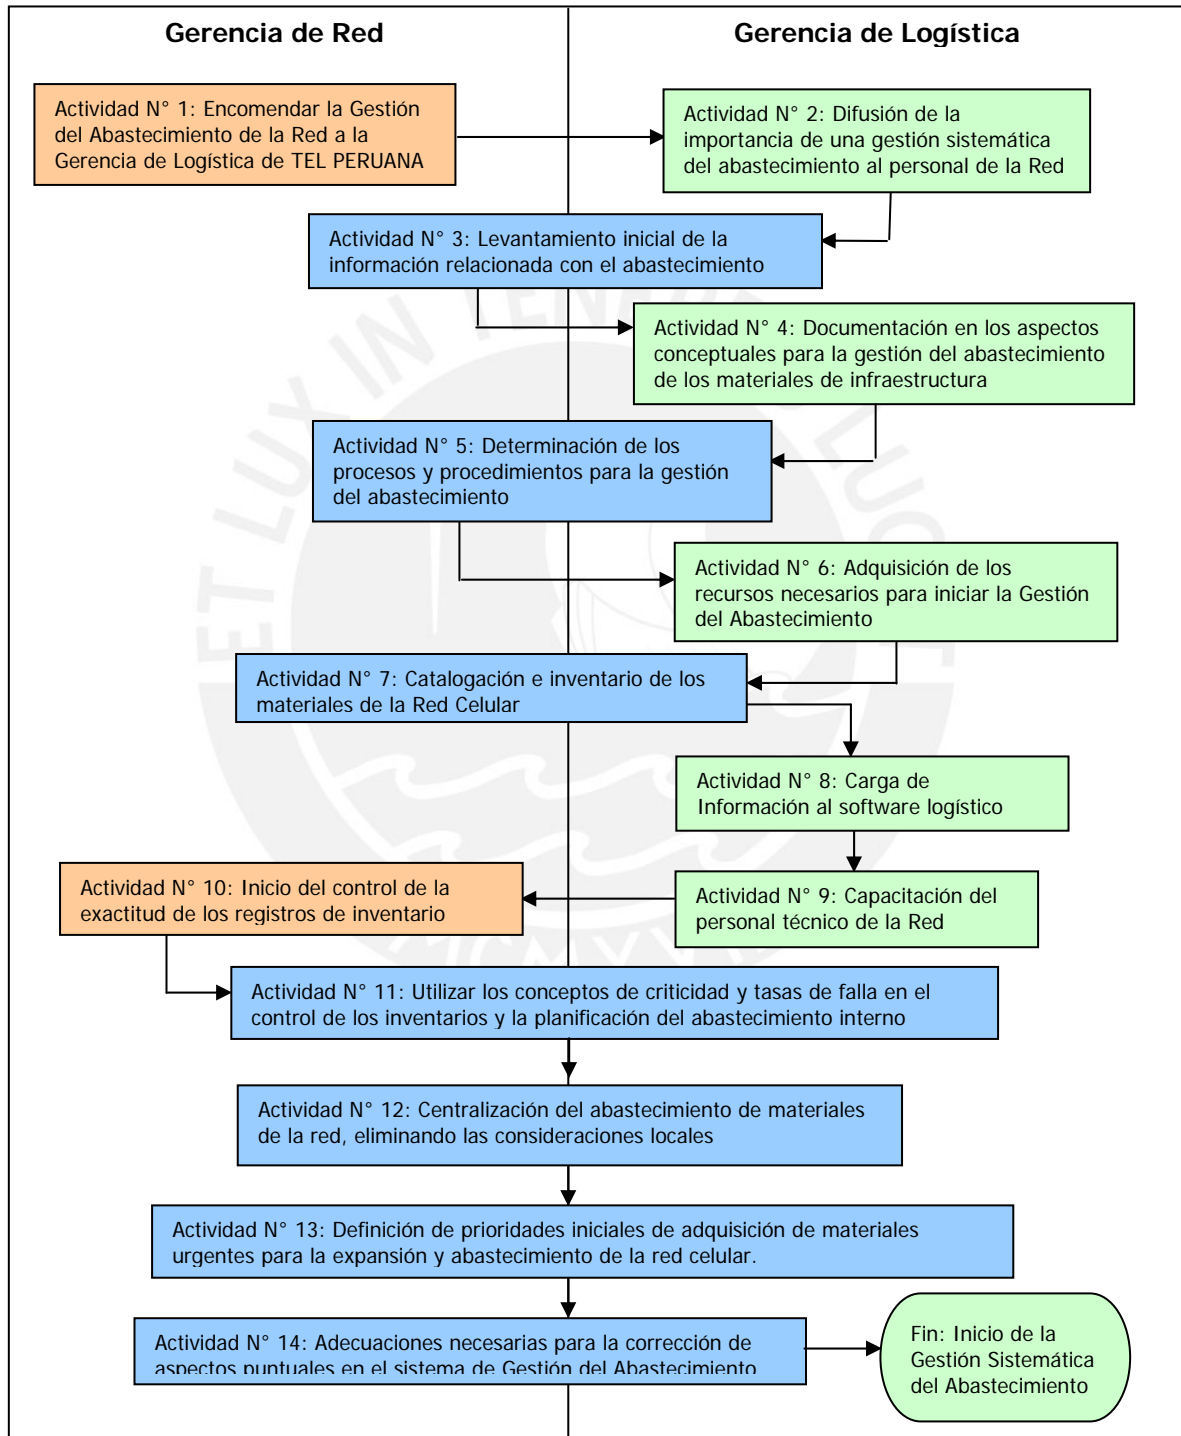 Gerencia de Red
Gerencia de Logística
Actividad N° 1: Encomendar la Gestión
del Abastecimiento de la Red a la
Gerencia de Logística de TEL PERUANA
Actividad N° 2: Difusión de la
importancia de una gestión sistemática
del abastecimiento al personal de la Red
Actividad N° 3: Levantamiento inicial de la
información relacionada con el abastecimiento
Actividad N° 4: Documentación en los aspectos
conceptuales para la gestión del abastecimiento
de los materiales de infraestructura
Actividad N° 5: Determinación de los
procesos y procedimientos para la gestión
del abastecimiento
Actividad N° 6: Adquisición de los
recursos necesarios para iniciar la Gestión
del Abastecimiento
Actividad N° 7: Catalogación e inventario de los
materiales de la Red Celular
Actividad N° 8: Carga de
Información al software logístico
Actividad N° 9: Capacitación del
personal técnico de la Red
Actividad N° 10: Inicio del control de la
exactitud de los registros de inventario
Actividad N° 11: Utilizar los conceptos de criticidad y tasas de falla en el
control de los inventarios y la planificación del abastecimiento interno
Actividad N° 12: Centralización del abastecimiento de materiales
de la red, eliminando las consideraciones locales
Actividad N° 13: Definición de prioridades iniciales de adquisición de materiales
urgentes para la expansión y abastecimiento de la red celular.
Actividad N° 14: Adecuaciones necesarias para la corrección de
aspectos puntuales en el sistema de Gestión del Abastecimiento
Fin: Inicio de la
Gestión Sistemática
del Abastecimiento
ET LUX IN